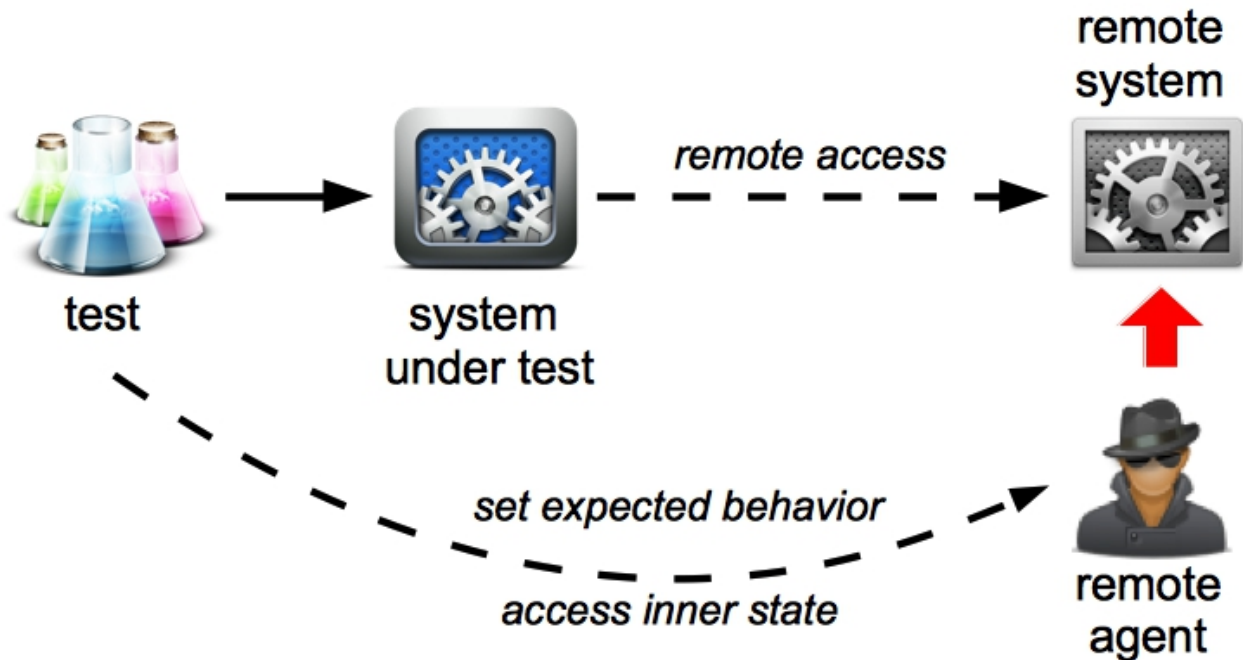 remote
system
remote access
test
system
under test
set expected behavior
access inner state
remote
agent